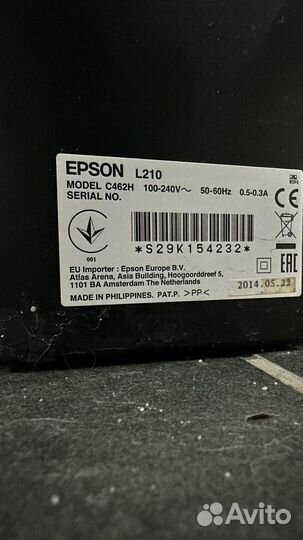 EPSON L210
MODEL C462H 100-240V~ 50-60Hz 0.5-0.3A
SERIAL NO.
CE
001
*S29K154232*
EAC
EU Importer : Epson Europe B.V.
Atlas Arena, Asia Building, Hoogoorddreef 5,
1101 BA Amsterdam The Netherlands
2014.05.22
MADE IN PHILIPPINES. PAT.P. >PP<
Avito